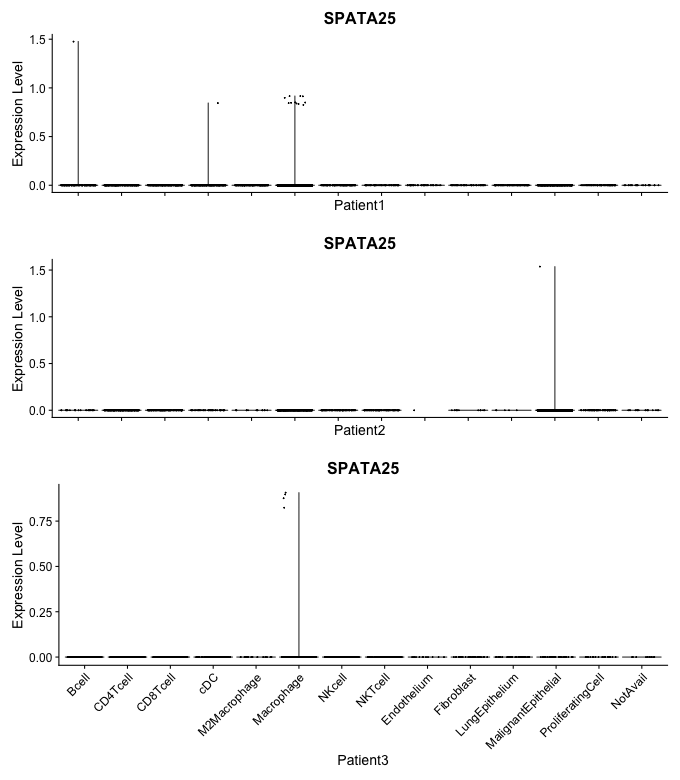 SPATA25
Expression Level
1.5
1.0
0.5
0.0
Patient1
SPATA25
Expression Level
1.5
1.0
0.5
0.0
Patient2
SPATA25
Expression Level
0.75
0.50
0.25
0.00
Bcell
CD4Tcell
CD8Tcell
cDC
M2Macrophage
Macrophage
NKcell
NKTcell
Endothelium
Fibroblast
LungEpithelium
MalignantEpithelial
ProliferatingCell
NotAvail
Patient3